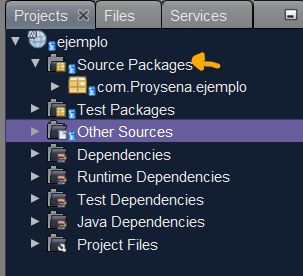 Projects Files Services
ejemplo
Source Packages
com.Proysena.ejemplo
Test Packages
Other Sources
Dependencies
Runtime Dependencies
Test Dependencies
Java Dependencies
Project Files